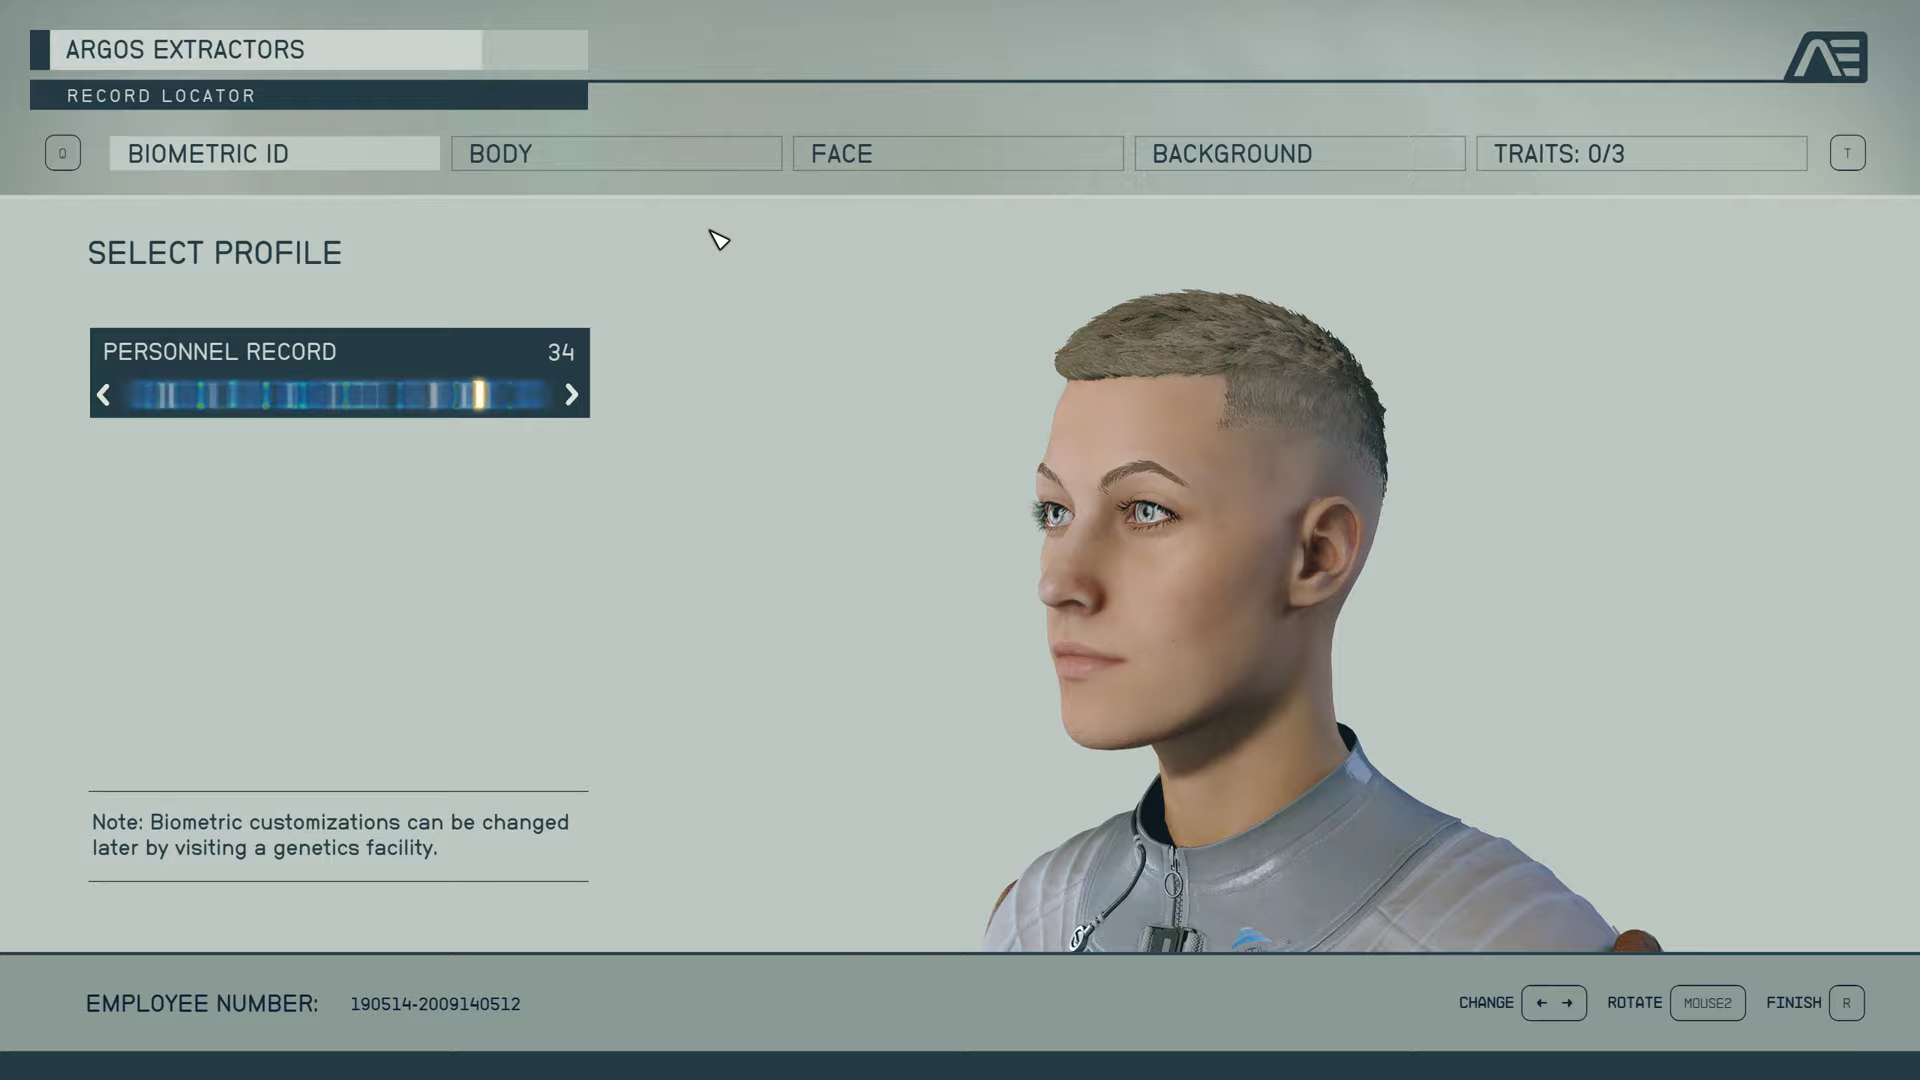 ARGOS EXTRACTORS
RECORD LOCATOR
Q
BIOMETRIC ID
BODY
FACE
BACKGROUND
TRAITS: 0/3
T
SELECT PROFILE
PERSONNEL RECORD 34
Note: Biometric customizations can be changed
later by visiting a genetics facility.
EMPLOYEE NUMBER: 190514-2009140512
CHANGE ← → ROTATE MOUSE2 FINISH R